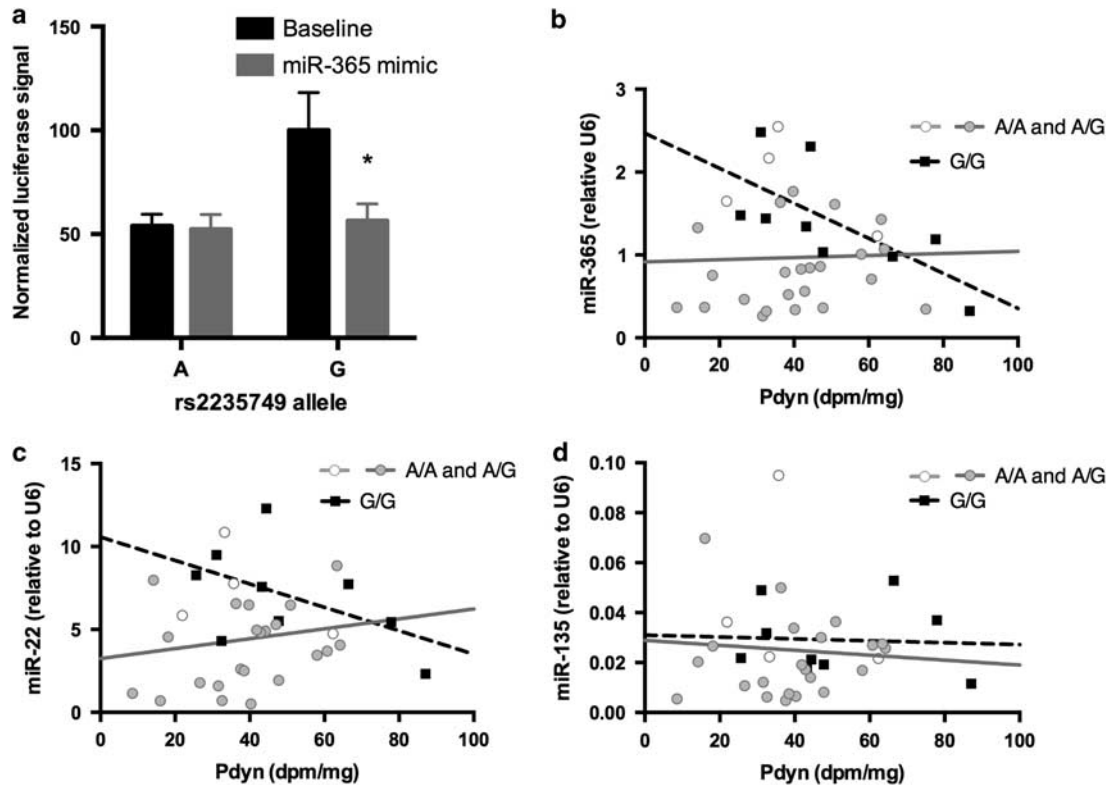 a
150
100
50
0
Normalized luciferase signal
Baseline
miR-365 mimic
*
A
G
rs2235749 allele
b
3
2
1
0
miR-365 (relative U6)
A/A and A/G
G/G
0 20 40 60 80 100
Pdyn (dpm/mg)
c
15
10
5
0
miR-22 (relative to U6)
A/A and A/G
G/G
0 20 40 60 80 100
Pdyn (dpm/mg)
d
0.10
0.08
0.06
0.04
0.02
0.00
miR-135 (relative to U6)
A/A and A/G
G/G
0 20 40 60 80 100
Pdyn (dpm/mg)